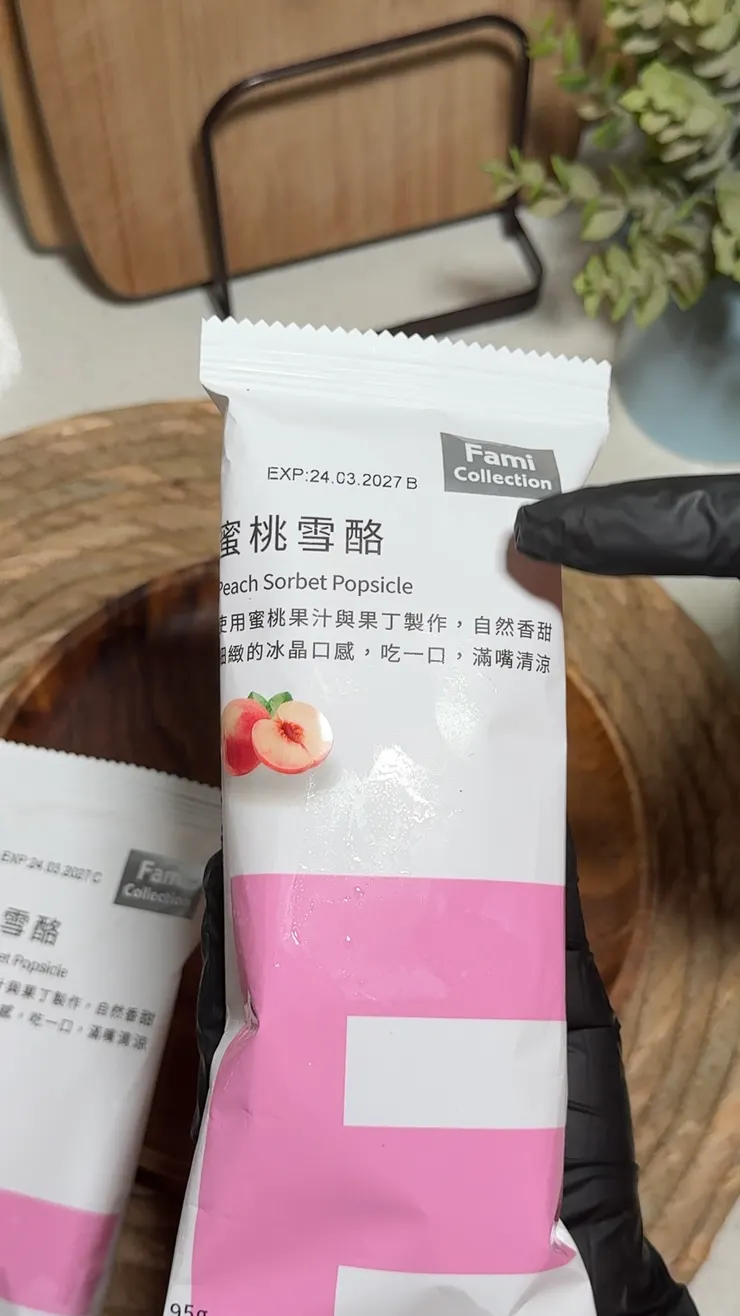 Fami
Collection
EXP:24.03.2027 B
蜜桃雪酪
Peach Sorbet Popsicle
使用蜜桃果汁與果丁製作，自然香甜
細緻的冰晶口感，吃一口，滿嘴清涼
95g
EXP:24.03.2027 C
Fami
Collection
雪酪
et Popsicle
汁與果丁製作，自然香甜
感，吃一口，滿嘴清涼